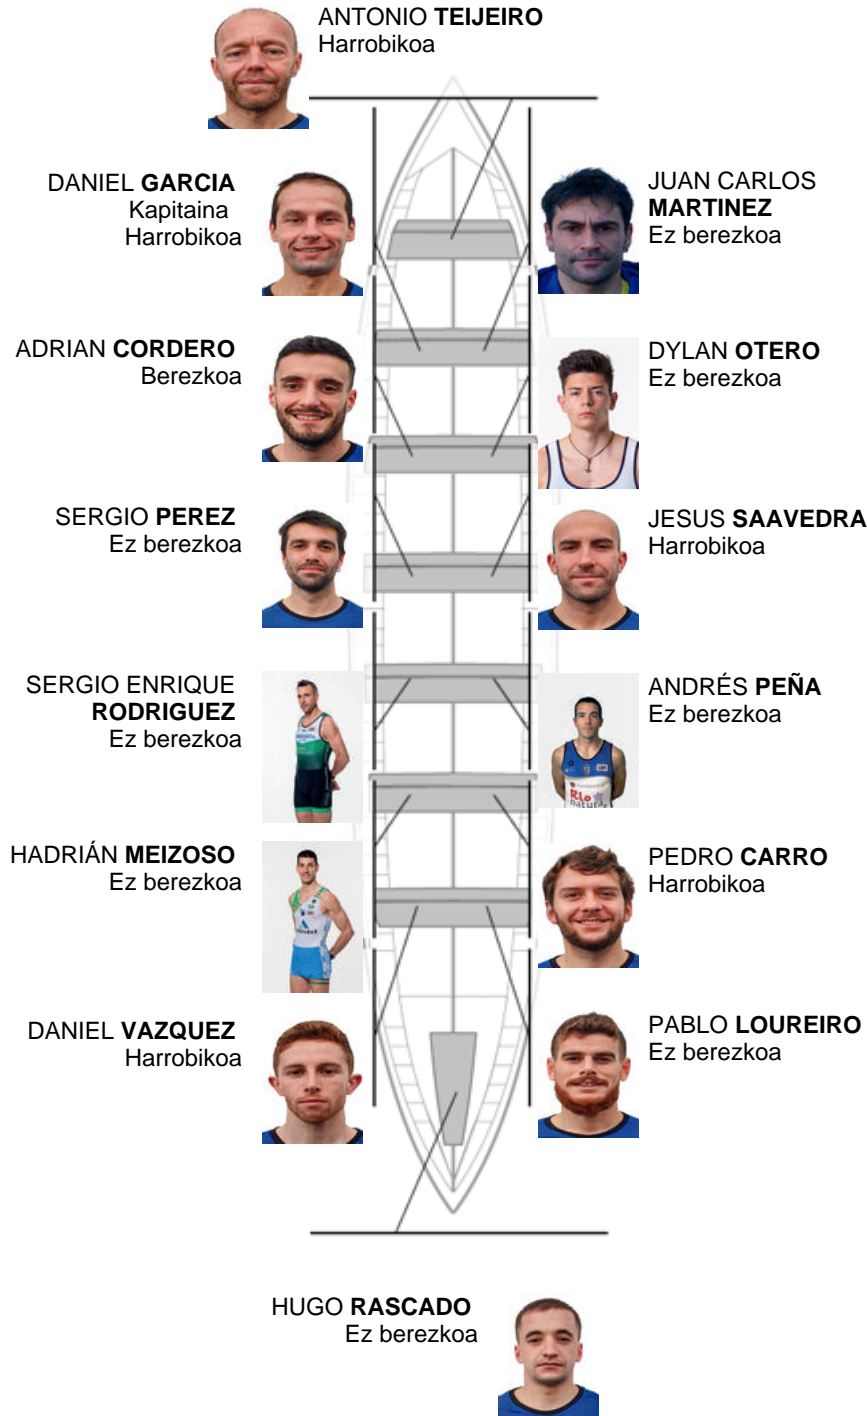 ANTONIO TEIJEIRO
Harrobikoa
DANIEL GARCIA
Kapitaina
Harrobikoa
JUAN CARLOS
MARTINEZ
Ez berezkoa
ADRIAN CORDERO
Berezkoa
DYLAN OTERO
Ez berezkoa
SERGIO PEREZ
Ez berezkoa
JESUS SAAVEDRA
Harrobikoa
SERGIO ENRIQUE
RODRIGUEZ
Ez berezkoa
ANDRÉS PEÑA
Ez berezkoa
Río
natura
HADRIÁN MEIZOSO
Ez berezkoa
PEDRO CARRO
Harrobikoa
DANIEL VAZQUEZ
Harrobikoa
PABLO LOUREIRO
Ez berezkoa
HUGO RASCADO
Ez berezkoa